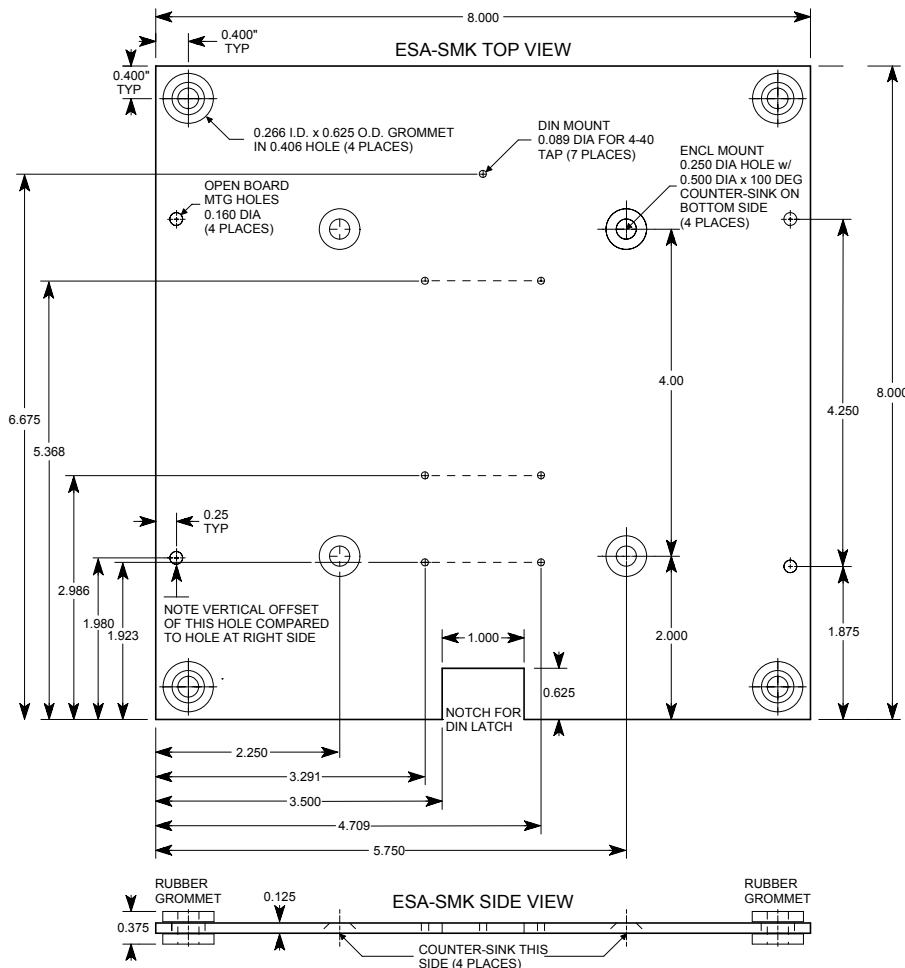 8.000
0.400"
TYP
ESA-SMK TOP VIEW
0.400"
TYP
0.266 I.D. x 0.625 O.D. GROMMET
IN 0.406 HOLE (4 PLACES)
DIN MOUNT
0.089 DIA FOR 4-40
TAP (7 PLACES)
ENCL MOUNT
0.250 DIA HOLE w/
0.500 DIA x 100 DEG
COUNTER-SINK ON
BOTTOM SIDE
(4 PLACES)
OPEN BOARD
MTG HOLES
0.160 DIA
(4 PLACES)
4.00
8.000
4.250
6.675
5.368
0.25
TYP
2.986
1.980
1.923
NOTE VERTICAL OFFSET
OF THIS HOLE COMPARED
TO HOLE AT RIGHT SIDE
1.000
2.000
1.875
0.625
NOTCH FOR
DIN LATCH
2.250
3.291
3.500
4.709
5.750
RUBBER
GROMMET
0.125
ESA-SMK SIDE VIEW
RUBBER
GROMMET
0.375
COUNTER-SINK THIS
SIDE (4 PLACES)